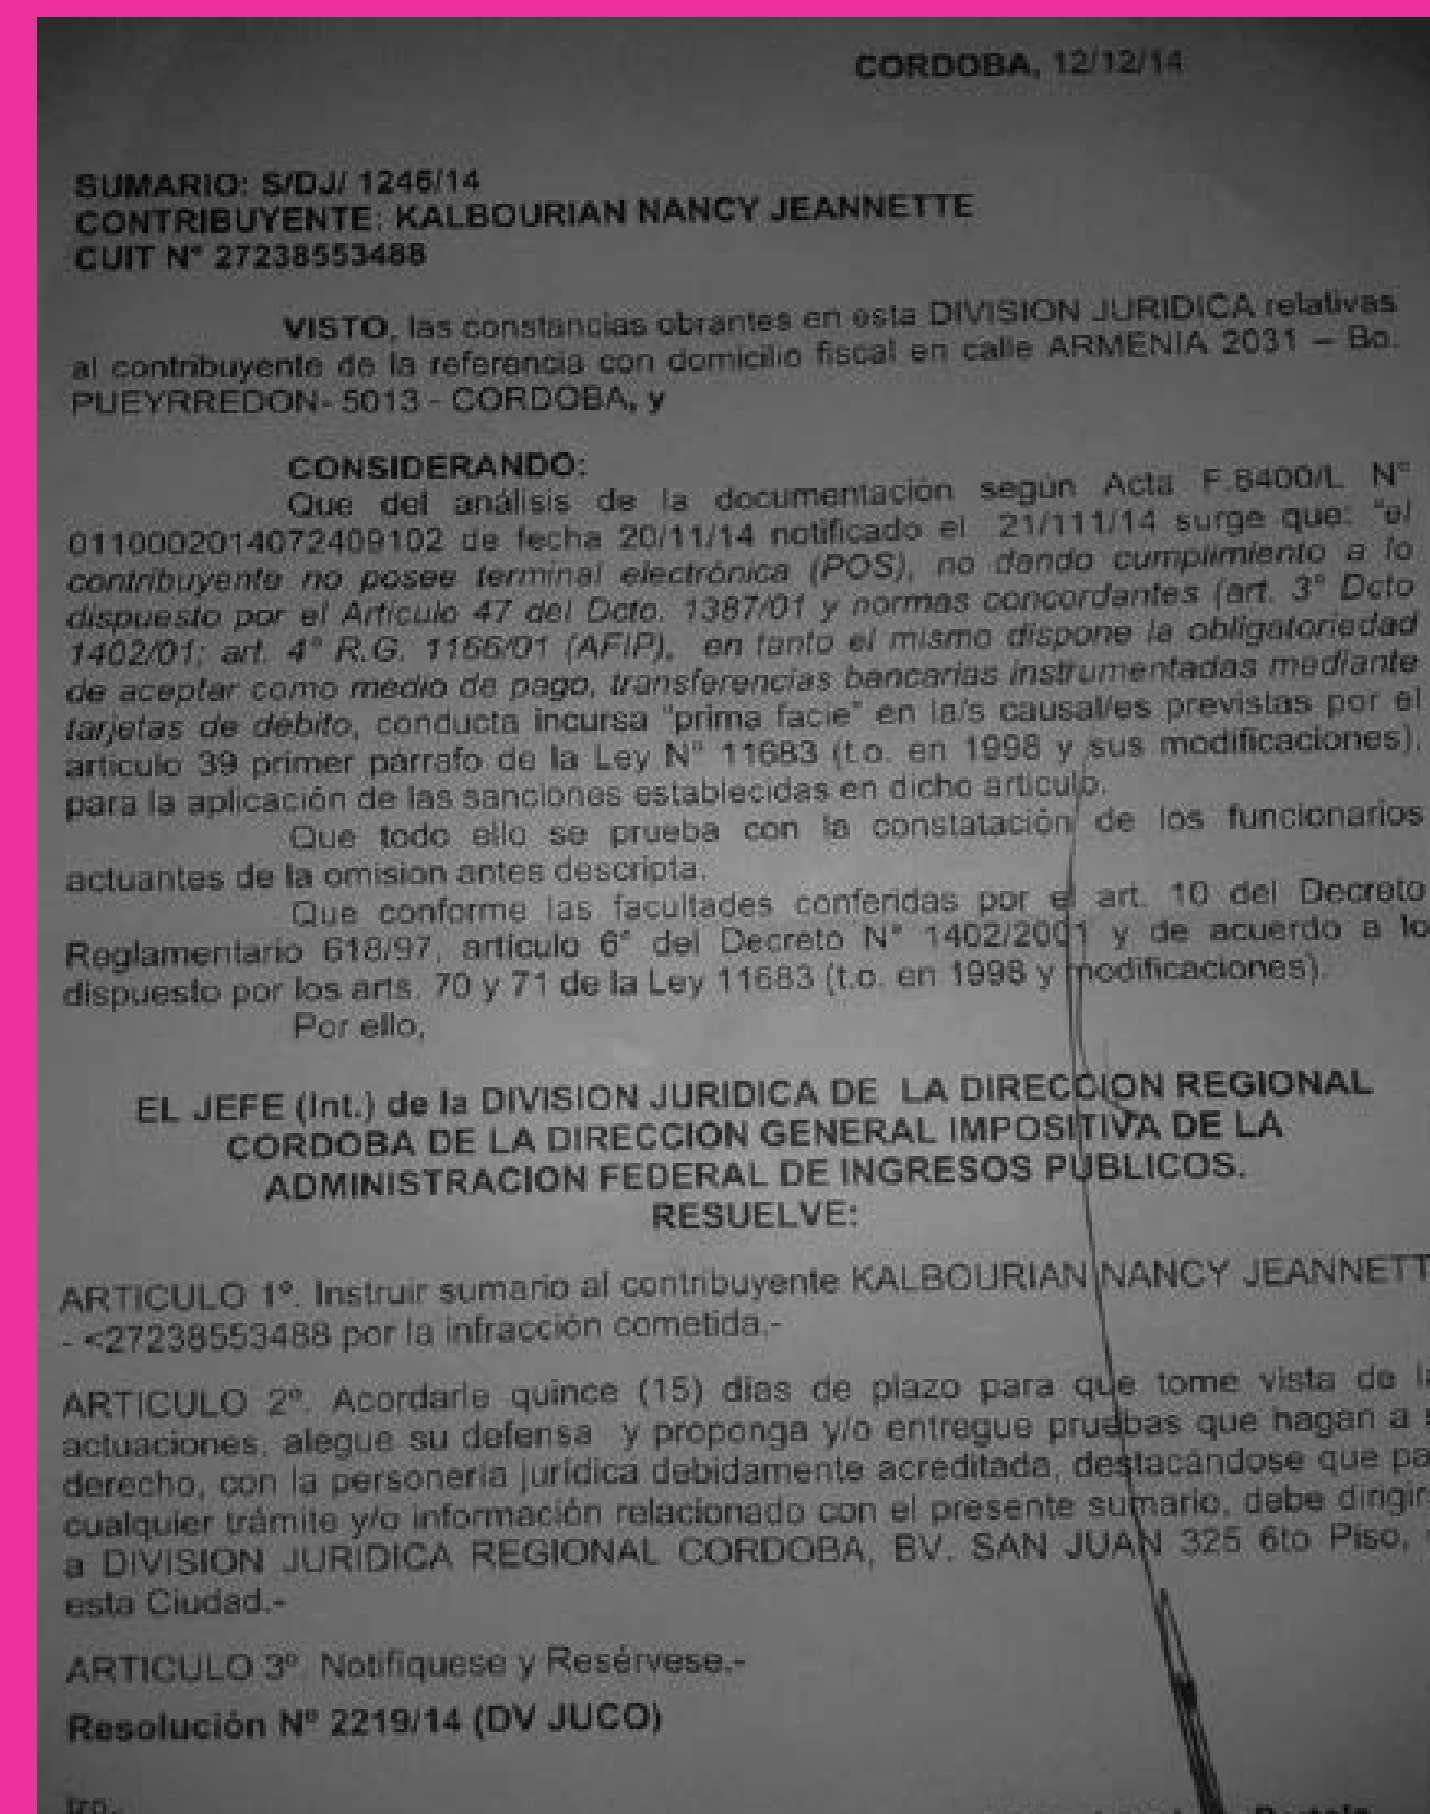 CORDOBA, 12/12/14
SUMARIO: S/DJ/ 1246/14
CONTRIBUYENTE: KALBOURIAN NANCY JEANNETTE
CUIT Nº 27238553488
VISTO, las constancias obrantes en esta DIVISION JURIDICA relativas
al contribuyente de la referencia con domicilio fiscal en calle ARMENIA 2031 – Bo.
PUEYRREDON- 5013 - CORDOBA, y
CONSIDERANDO:
Que del análisis de la documentación según Acta F.8400/L Nº
0110002014072409102 de fecha 20/11/14 notificado el 21/111/14 surge que: "el
contribuyente no posee terminal electrónica (POS), no dando cumplimiento a lo
dispuesto por el Artículo 47 del Dcto. 1387/01 y normas concordantes (art. 3° Dcto
1402/01; art. 4° R.G. 1166/01 (AFIP), en tanto el mismo dispone la obligatoriedad
de aceptar como medio de pago, transferencias bancarias instrumentadas mediante
tarjetas de débito, conducta incursa "prima facie" en la/s causal/es previstas por el
articulo 39 primer párrafo de la Ley Nº 11683 (t.o. en 1998 y sus modificaciones),
para la aplicación de las sanciones establecidas en dicho articulo.
Que todo ello se prueba con la constatación de los funcionarios
actuantes de la omision antes descripta.
Que conforme las facultades conferidas por el art. 10 del Decreto
Reglamentario 618/97, articulo 6° del Decreto N° 1402/2001 y de acuerdo a lo
dispuesto por los arts. 70 y 71 de la Ley 11683 (t.o. en 1998 y modificaciones).
Por ello,
EL JEFE (Int.) de la DIVISION JURIDICA DE LA DIRECCION REGIONAL
CORDOBA DE LA DIRECCION GENERAL IMPOSITIVA DE LA
ADMINISTRACION FEDERAL DE INGRESOS PUBLICOS.
RESUELVE:
ARTICULO 1º. Instruir sumario al contribuyente KALBOURIAN NANCY JEANNETT
- <27238553488 por la infracción cometida.-
ARTICULO 2º. Acordarle quince (15) días de plazo para que tome vista de
actuaciones, alegue su defensa y proponga y/o entregue pruebas que hagan a
derecho, con la personería jurídica debidamente acreditada, destacándose que pa
cualquier trámite y/o información relacionado con el presente sumario, debe dirigir
a DIVISION JURIDICA REGIONAL CORDOBA, BV. SAN JUAN 325 6to Piso,
esta Ciudad.-
ARTICULO 3º Notifiquese y Resérvese.-
Resolución Nº 2219/14 (DV JUCO)